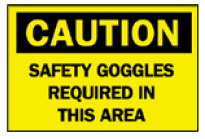 CAUTION
SAFETY GOGGLES
REQUIRED IN
THIS AREA